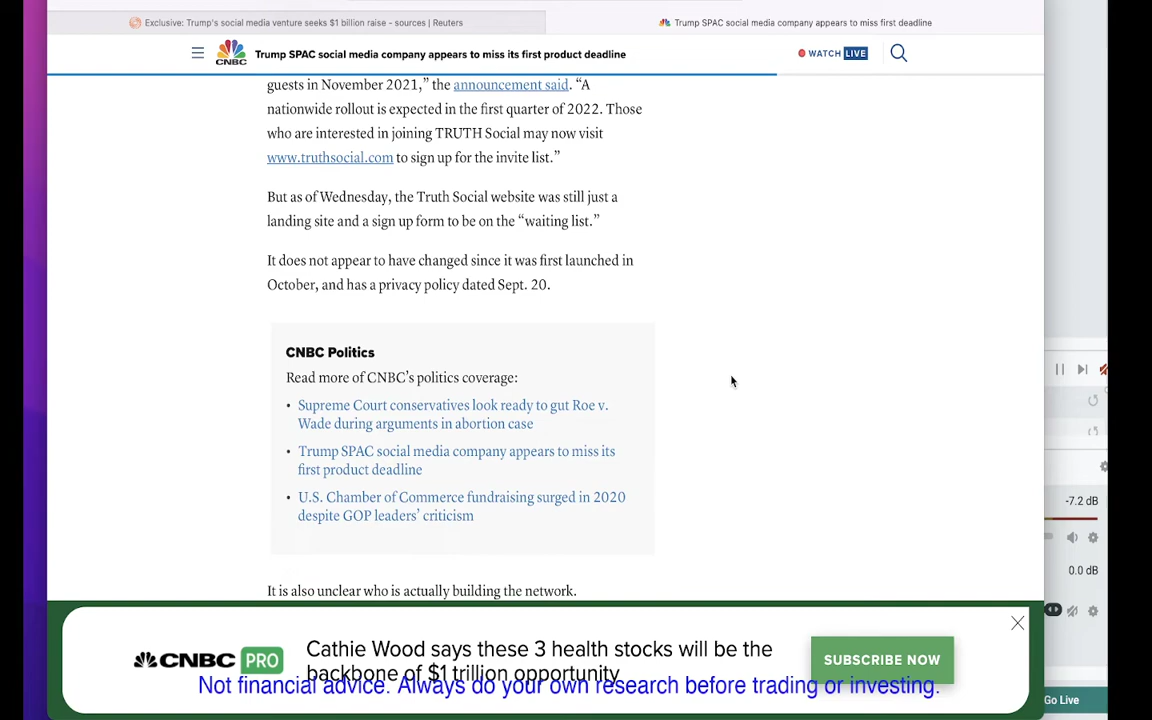 Exclusive: Trump's social media venture seeks $1 billion raise - sources | Reuters
Trump SPAC social media company appears to miss first deadline
CNBC
Trump SPAC social media company appears to miss its first product deadline
WATCH LIVE
guests in November 2021,” the announcement said. “A
nationwide rollout is expected in the first quarter of 2022. Those
who are interested in joining TRUTH Social may now visit
www.truthsocial.com to sign up for the invite list.”
But as of Wednesday, the Truth Social website was still just a
landing site and a sign up form to be on the “waiting list.”
It does not appear to have changed since it was first launched in
October, and has a privacy policy dated Sept. 20.
CNBC Politics
Read more of CNBC’s politics coverage:
• Supreme Court conservatives look ready to gut Roe v.
Wade during arguments in abortion case
• Trump SPAC social media company appears to miss its
first product deadline
• U.S. Chamber of Commerce fundraising surged in 2020
despite GOP leaders’ criticism
It is also unclear who is actually building the network.
-7.2 dB
0.0 dB
CNBC PRO
Cathie Wood says these 3 health stocks will be the
backbone of $1 trillion opportunity
SUBSCRIBE NOW
Not financial advice. Always do your own research before trading or investing.
Go Live